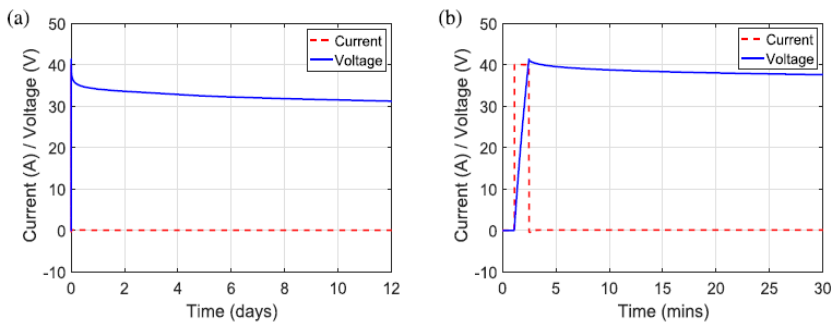 (a)
50
40
30
20
10
0
-10
Current (A) / Voltage (V)
Current
Voltage
0 2 4 6 8 10 12
Time (days)
(b)
50
40
30
20
10
0
-10
Current (A) / Voltage (V)
Current
Voltage
0 5 10 15 20 25 30
Time (mins)